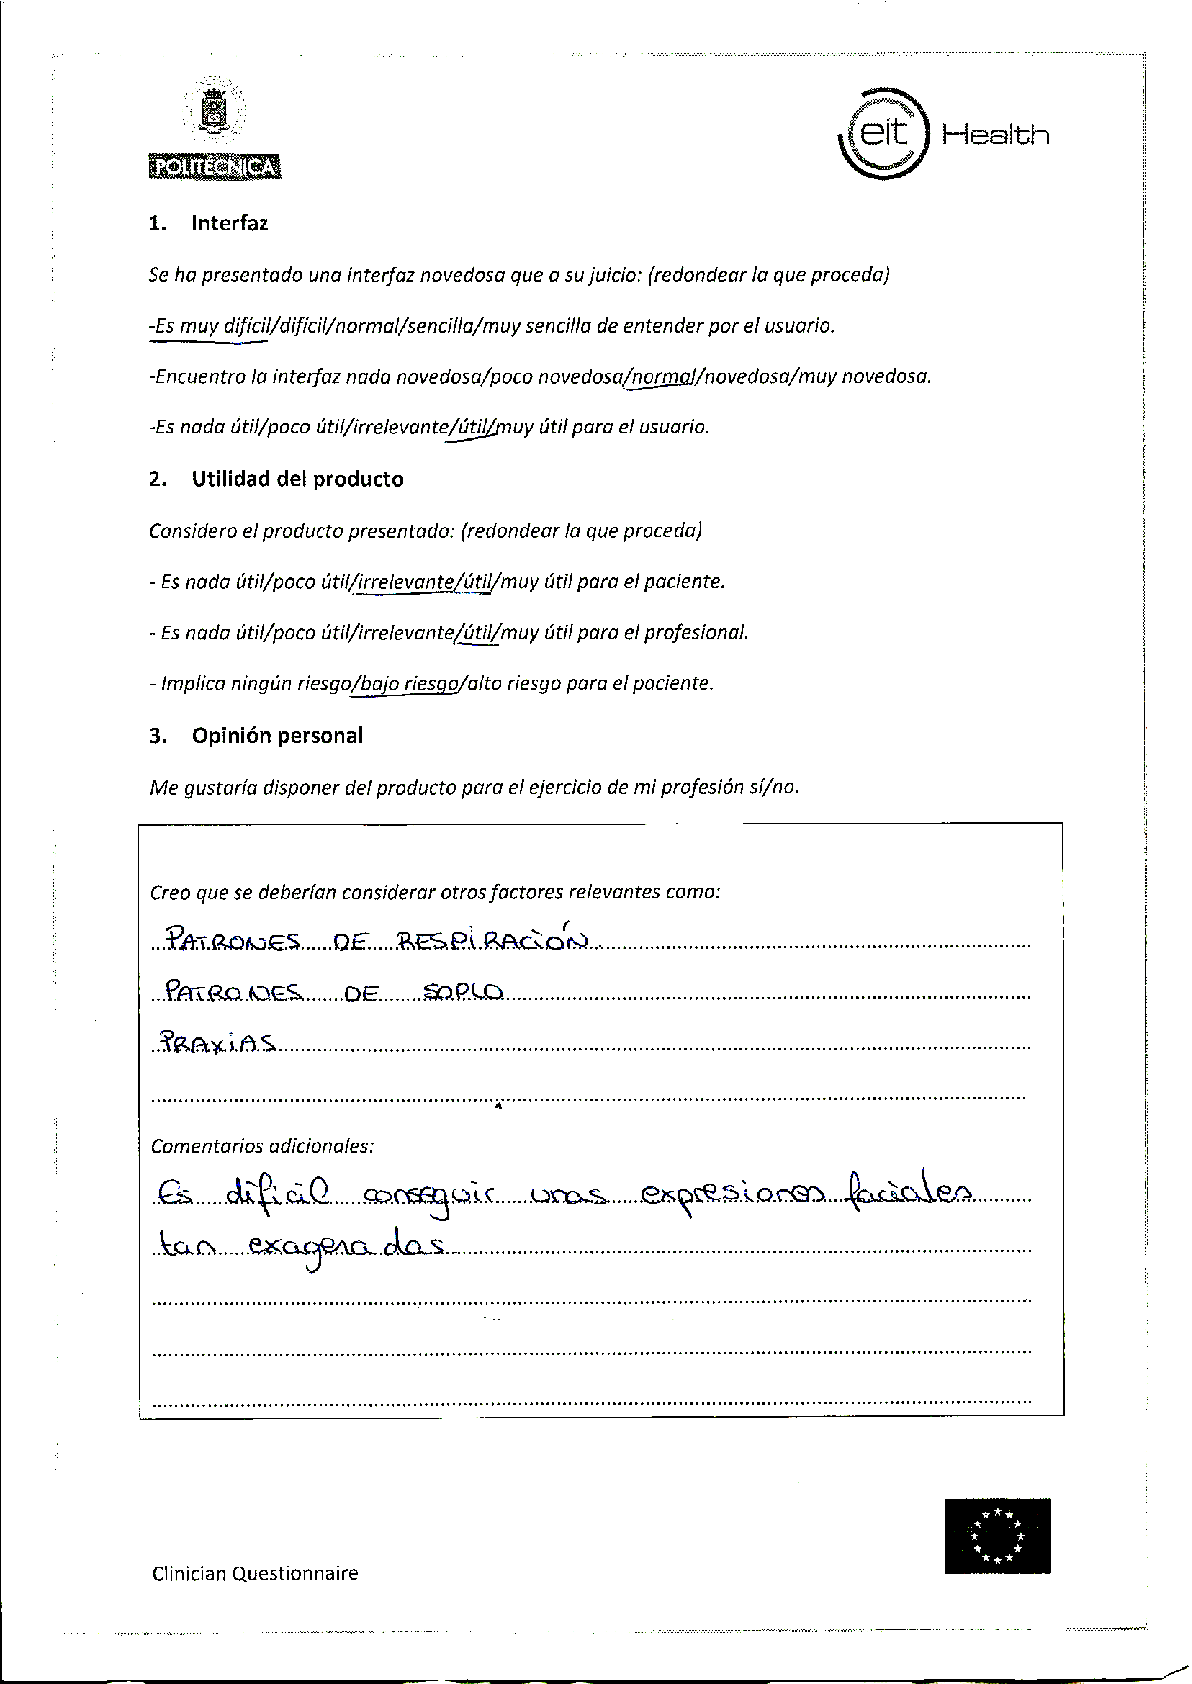 POLITECNICA
eit Health
1. Interfaz
Se ha presentado una interfaz novedosa que a su juicio: (redondear la que proceda)
-Es muy difícil/difícil/normal/sencilla/muy sencilla de entender por el usuario.
-Encuentro la interfaz nada novedosa/poco novedosa/normal/novedosa/muy novedosa.
-Es nada útil/poco útil/irrelevante/útil/muy útil para el usuario.
2. Utilidad del producto
Considero el producto presentado: (redondear la que proceda)
- Es nada útil/poco útil/irrelevante/útil/muy útil para el paciente.
- Es nada útil/poco útil/irrelevante/útil/muy útil para el profesional.
- Implica ningún riesgo/bajo riesgo/alto riesgo para el paciente.
3. Opinión personal
Me gustaría disponer del producto para el ejercicio de mi profesión sí/no.
Creo que se deberían considerar otros factores relevantes como:
PATRONES DE RESPIRACIÓN
PATRONES DE SOPLO
PRAXIAS
Comentarios adicionales:
Es dificil conseguir unas expresiones faciales
tan exageradas
Clinician Questionnaire